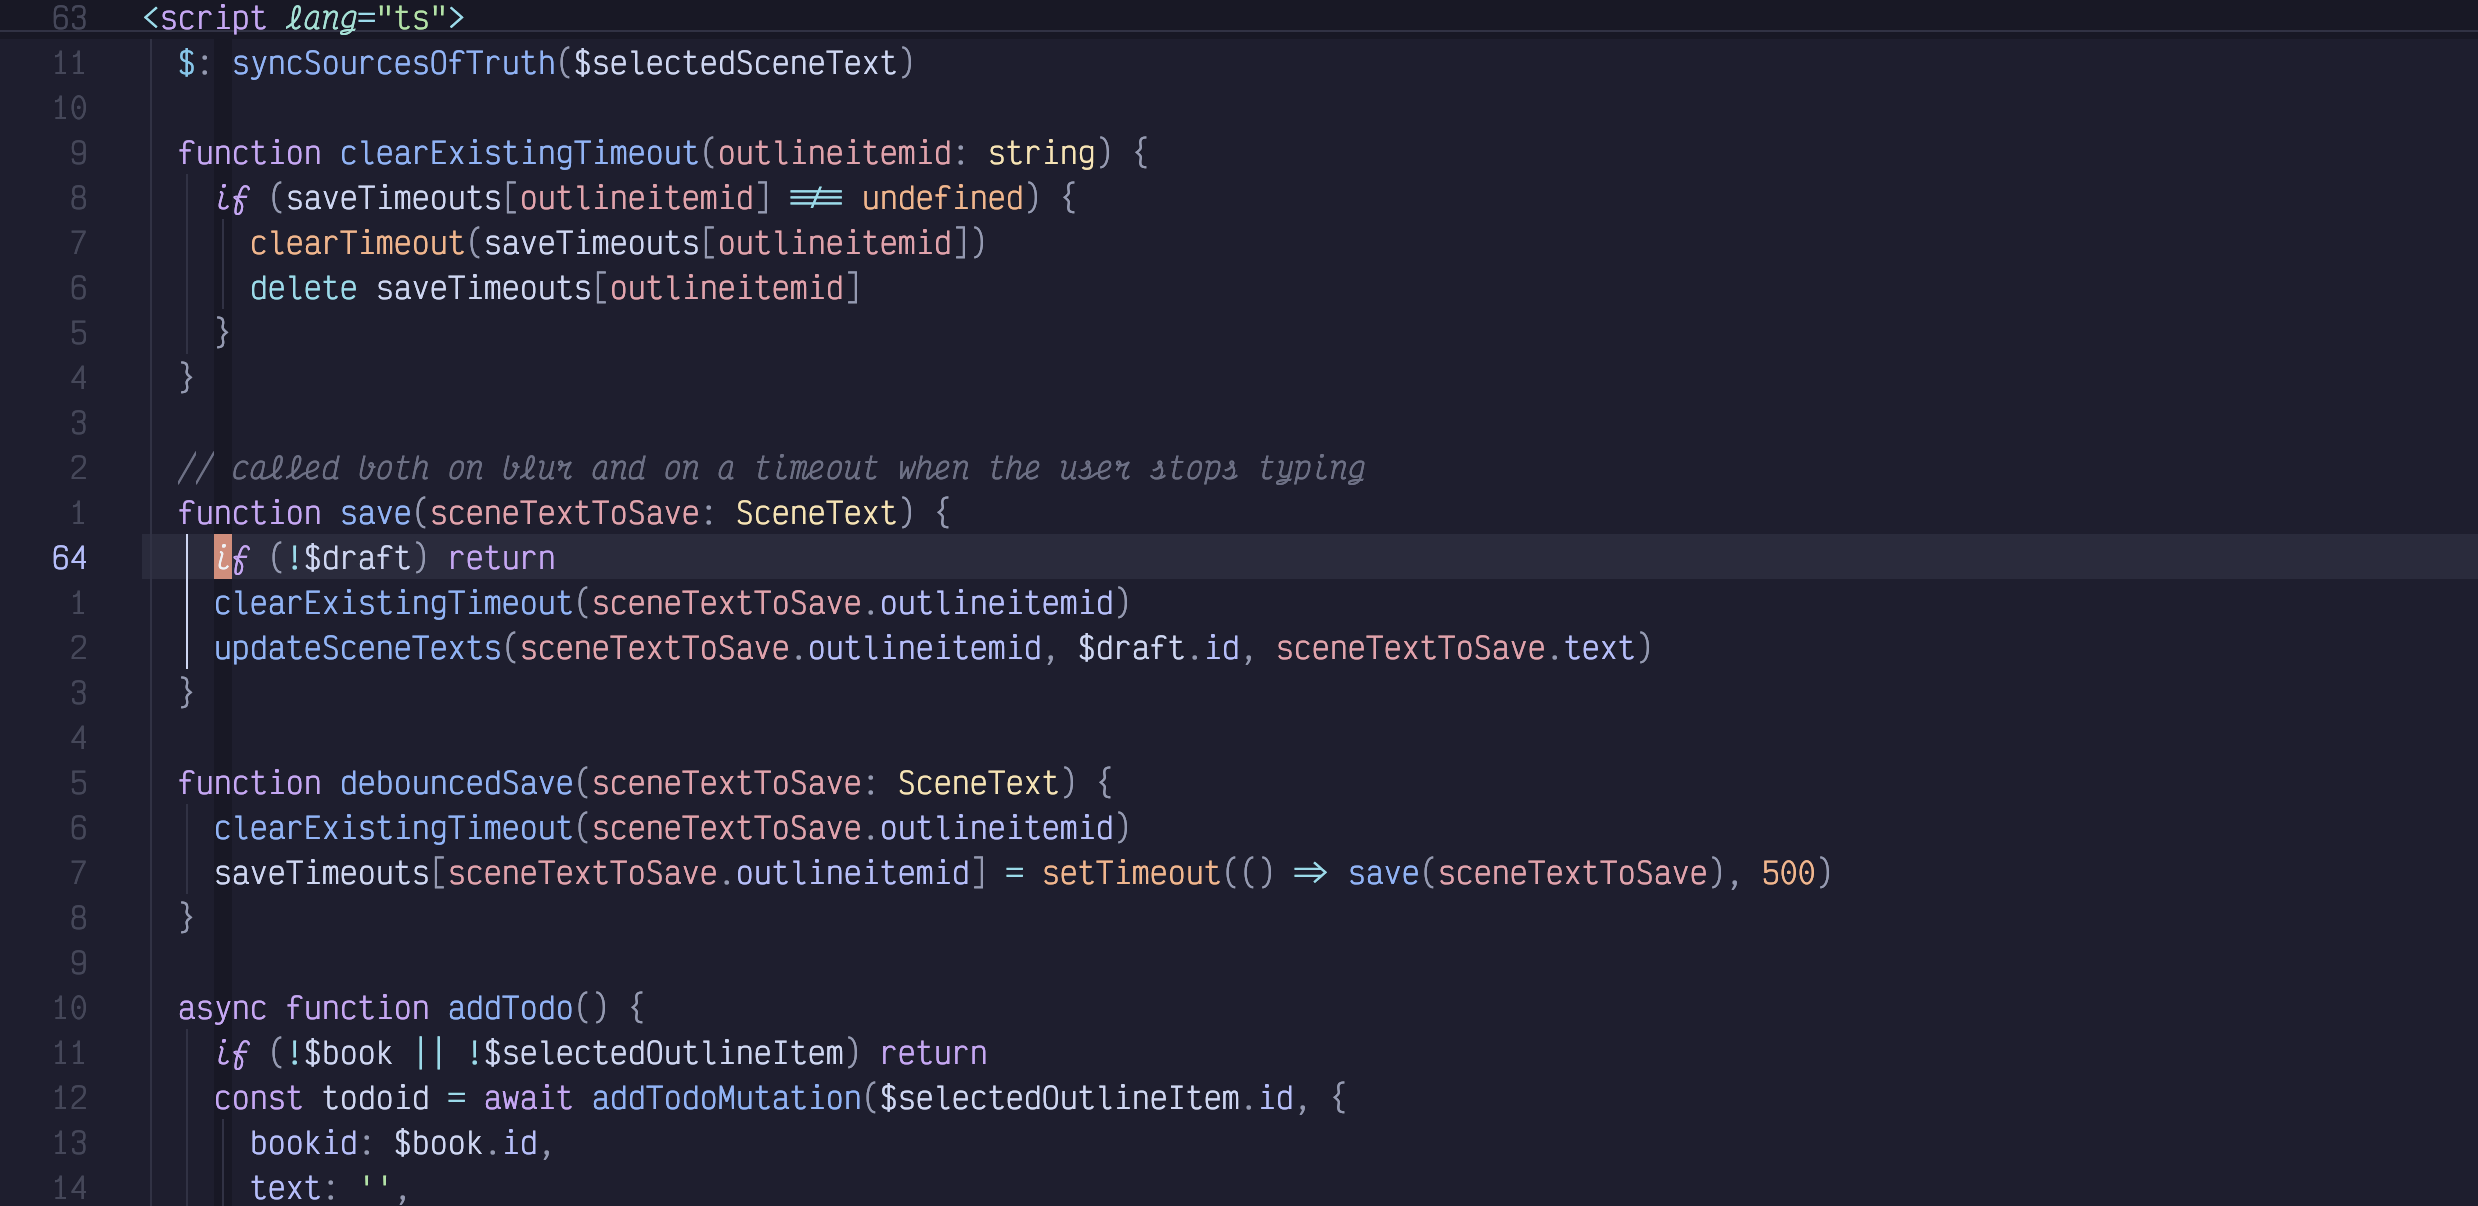 63 <script lang="ts">
11 $: syncSourcesOfTruth($selectedSceneText)
10
9 function clearExistingTimeout(outlineitemid: string) {
8 if (saveTimeouts[outlineitemid] !== undefined) {
7 clearTimeout(saveTimeouts[outlineitemid])
6 delete saveTimeouts[outlineitemid]
5 }
4 }
3
2 // called both on blur and on a timeout when the user stops typing
1 function save(sceneTextToSave: SceneText) {
64 if (!$draft) return
1 clearExistingTimeout(sceneTextToSave.outlineitemid)
2 updateSceneTexts(sceneTextToSave.outlineitemid, $draft.id, sceneTextToSave.text)
3 }
4
5 function debouncedSave(sceneTextToSave: SceneText) {
6 clearExistingTimeout(sceneTextToSave.outlineitemid)
7 saveTimeouts[sceneTextToSave.outlineitemid] = setTimeout(() => save(sceneTextToSave), 500)
8 }
9
10 async function addTodo() {
11 if (!$book || !$selectedOutlineItem) return
12 const todoid = await addTodoMutation($selectedOutlineItem.id, {
13 bookid: $book.id,
14 text: '',